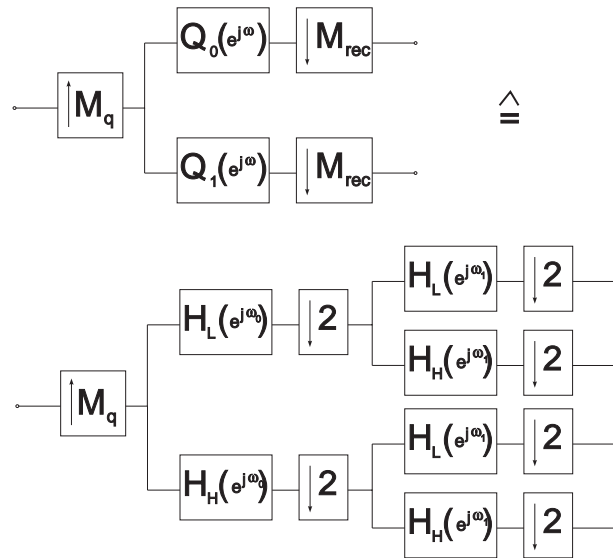 Q_0(e^{jω}) ↓ M_rec
↑ M_q ≙
Q_1(e^{jω}) ↓ M_rec
H_L(e^{jω_1}) ↓ 2
H_L(e^{jω_0}) ↓ 2
H_H(e^{jω_1}) ↓ 2
↑ M_q
H_L(e^{jω_1}) ↓ 2
H_H(e^{jω_0}) ↓ 2
H_H(e^{jω_1}) ↓ 2